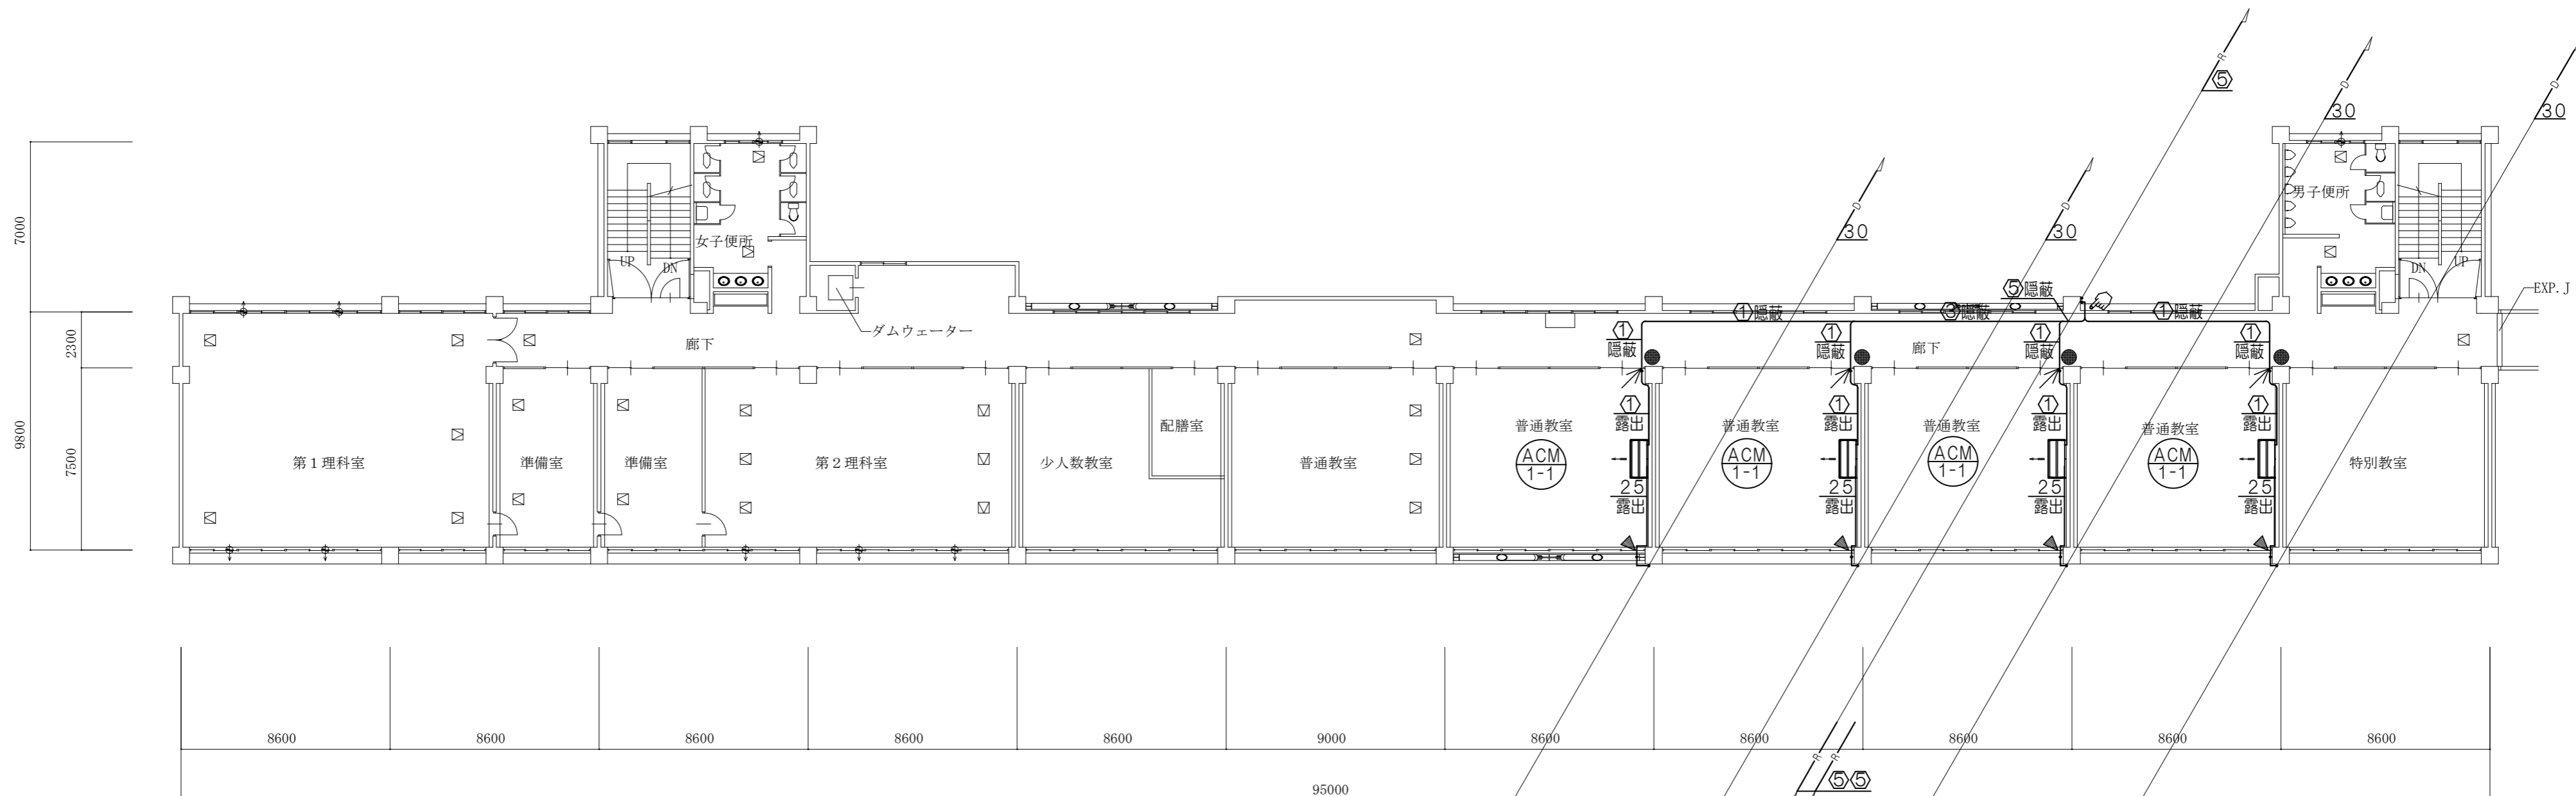 R
⑤
D
30
D
30
D
30
D
30
男子便所
女子便所
UP
DN
DN
UP
7000
EXP.J
⑤隠蔽
①隠蔽
③隠蔽
①隠蔽
ダムウェーター
①
隠蔽
①
隠蔽
①
隠蔽
①
隠蔽
廊下
廊下
2300
9800
7500
①
露出
①
露出
①
露出
①
露出
配膳室
普通教室
普通教室
普通教室
普通教室
第１理科室
準備室
準備室
第２理科室
少人数教室
普通教室
ACM
1-1
ACM
1-1
ACM
1-1
ACM
1-1
特別教室
25
露出
25
露出
25
露出
25
露出
8600
8600
8600
8600
8600
9000
8600
8600
8600
8600
8600
R
R
⑤⑤
95000